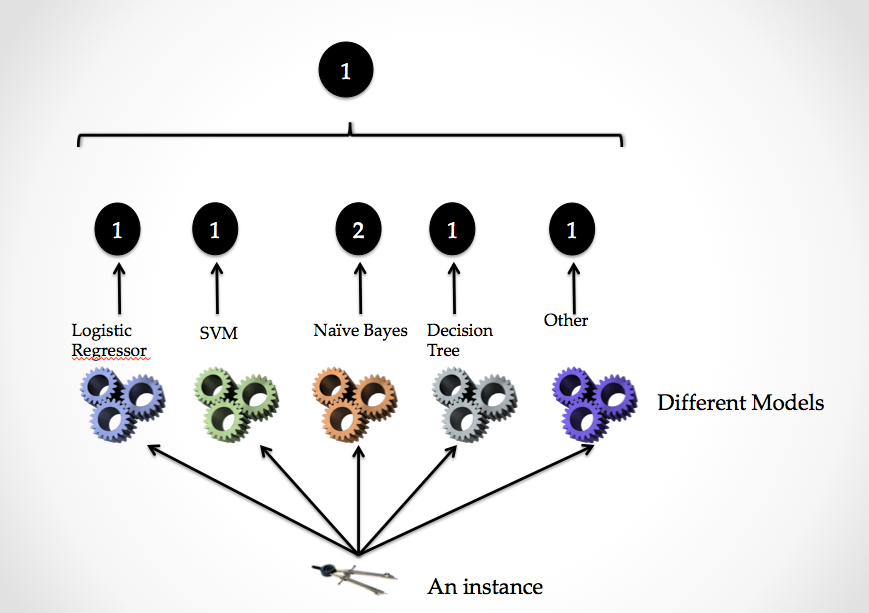 1
1
1
2
1
1
Logistic
Regressor
SVM
Naïve Bayes
Decision
Tree
Other
Different Models
An instance